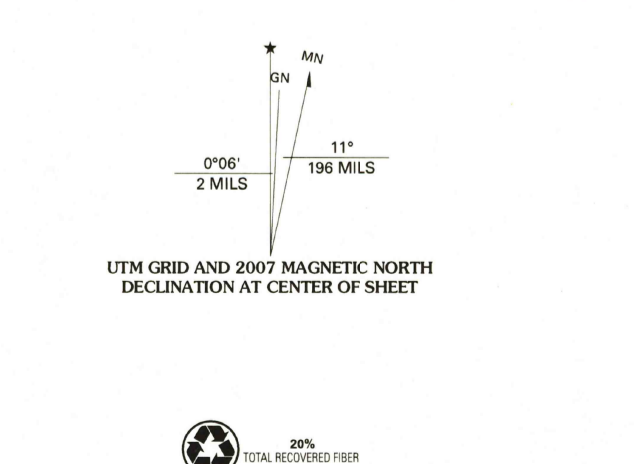 MN
GN
0°06'
2 MILS
11°
196 MILS
UTM GRID AND 2007 MAGNETIC NORTH
DECLINATION AT CENTER OF SHEET
20%
TOTAL RECOVERED FIBER